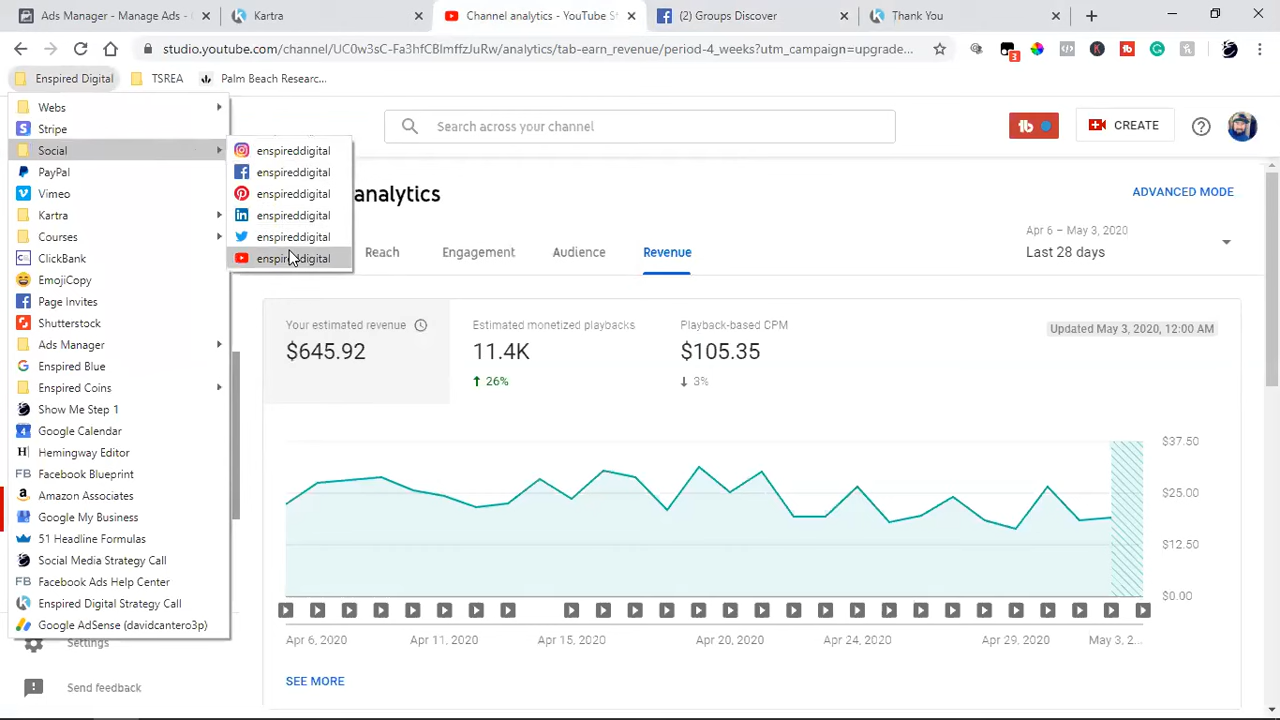 Ads Manager - Manage Ads -
Kartra
Channel analytics - YouTube S
(2) Groups Discover
Thank You
studio.youtube.com/channel/UC0w3sC-Fa3hfCBlmffzJuRw/analytics/tab-earn_revenue/period-4_weeks?utm_campaign=upgrade...
3
Enspired Digital
TSREA
Palm Beach Researc...
Webs
Stripe
Social
PayPal
Vimeo
Kartra
Courses
ClickBank
EmojiCopy
Page Invites
Shutterstock
Ads Manager
Enspired Blue
Enspired Coins
Show Me Step 1
Google Calendar
Hemingway Editor
Facebook Blueprint
Amazon Associates
Google My Business
51 Headline Formulas
Social Media Strategy Call
Facebook Ads Help Center
Enspired Digital Strategy Call
Google AdSense (davidcantero3p)
enspireddigital
enspireddigital
enspireddigital
enspireddigital
enspireddigital
enspireddigital
Search across your channel
CREATE
analytics
ADVANCED MODE
Apr 6 – May 3, 2020
Last 28 days
Reach
Engagement
Audience
Revenue
Your estimated revenue
$645.92
Estimated monetized playbacks
11.4K
26%
Playback-based CPM
$105.35
3%
Updated May 3, 2020, 12:00 AM
$37.50
$25.00
$12.50
$0.00
Apr 6, 2020
Apr 11, 2020
Apr 15, 2020
Apr 20, 2020
Apr 24, 2020
Apr 29, 2020
May 3, 2...
SEE MORE
Settings
Send feedback